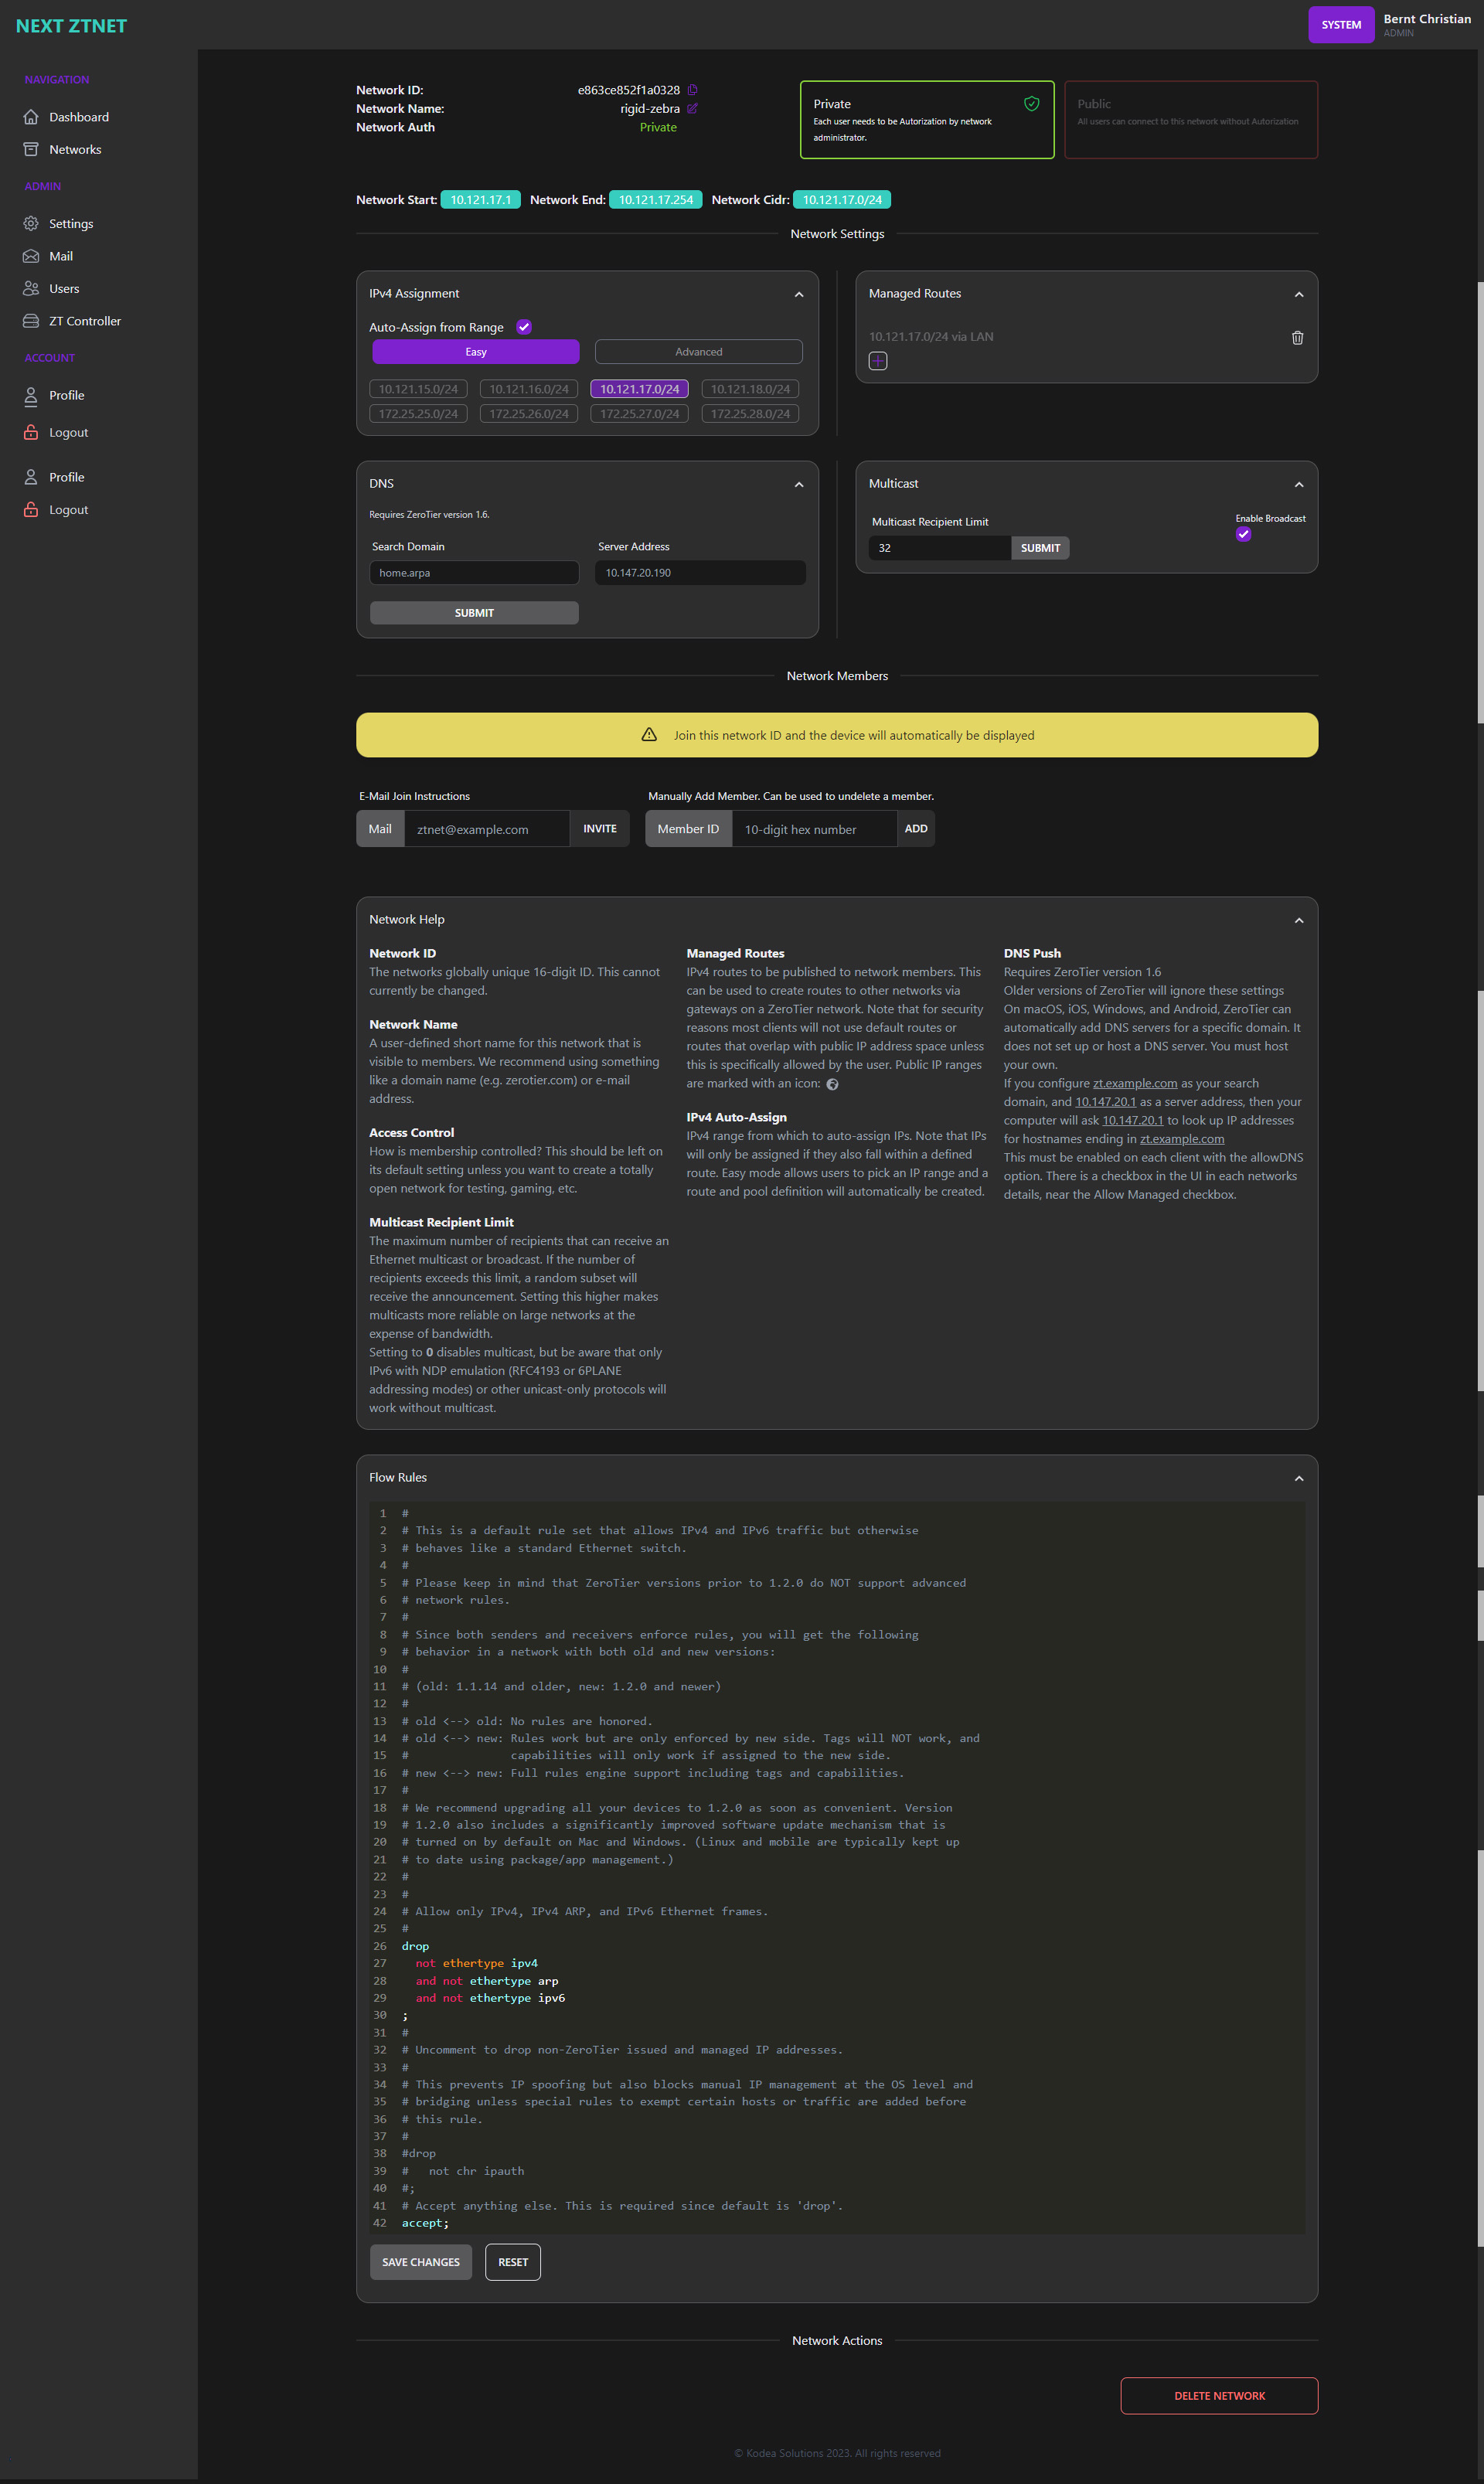 NEXT ZTNET
SYSTEM
Bernt Christian
ADMIN
NAVIGATION
Dashboard
Networks
ADMIN
Settings
Mail
Users
ZT Controller
ACCOUNT
Profile
Logout
Profile
Logout
Network ID: e863ce852f1a0328
Network Name: rigid-zebra
Network Auth Private
Private
Each user needs to be Autorization by network
administrator.
Public
All users can connect to this network without Autorization
Network Start: 10.121.17.1 Network End: 10.121.17.254 Network Cidr: 10.121.17.0/24
Network Settings
IPv4 Assignment
Auto-Assign from Range
Easy Advanced
10.121.15.0/24 10.121.16.0/24 10.121.17.0/24 10.121.18.0/24
172.25.25.0/24 172.25.26.0/24 172.25.27.0/24 172.25.28.0/24
Managed Routes
10.121.17.0/24 via LAN
DNS
Requires ZeroTier version 1.6.
Search Domain Server Address
home.arpa 10.147.20.190
SUBMIT
Multicast
Multicast Recipient Limit
32 SUBMIT
Enable Broadcast
Network Members
Join this network ID and the device will automatically be displayed
E-Mail Join Instructions
Mail ztnet@example.com INVITE
Manually Add Member. Can be used to undelete a member.
Member ID 10-digit hex number ADD
Network Help
Network ID
The networks globally unique 16-digit ID. This cannot
currently be changed.
Network Name
A user-defined short name for this network that is
visible to members. We recommend using something
like a domain name (e.g. zerotier.com) or e-mail
address.
Access Control
How is membership controlled? This should be left on
its default setting unless you want to create a totally
open network for testing, gaming, etc.
Multicast Recipient Limit
The maximum number of recipients that can receive an
Ethernet multicast or broadcast. If the number of
recipients exceeds this limit, a random subset will
receive the announcement. Setting this higher makes
multicasts more reliable on large networks at the
expense of bandwidth.
Setting to 0 disables multicast, but be aware that only
IPv6 with NDP emulation (RFC4193 or 6PLANE
addressing modes) or other unicast-only protocols will
work without multicast.
Managed Routes
IPv4 routes to be published to network members. This
can be used to create routes to other networks via
gateways on a ZeroTier network. Note that for security
reasons most clients will not use default routes or
routes that overlap with public IP address space unless
this is specifically allowed by the user. Public IP ranges
are marked with an icon:
IPv4 Auto-Assign
IPv4 range from which to auto-assign IPs. Note that IPs
will only be assigned if they also fall within a defined
route. Easy mode allows users to pick an IP range and a
route and pool definition will automatically be created.
DNS Push
Requires ZeroTier version 1.6
Older versions of ZeroTier will ignore these settings
On macOS, iOS, Windows, and Android, ZeroTier can
automatically add DNS servers for a specific domain. It
does not set up or host a DNS server. You must host
your own.
If you configure zt.example.com as your search
domain, and 10.147.20.1 as a server address, then your
computer will ask 10.147.20.1 to look up IP addresses
for hostnames ending in zt.example.com
This must be enabled on each client with the allowDNS
option. There is a checkbox in the UI in each networks
details, near the Allow Managed checkbox.
Flow Rules
1 #
2 # This is a default rule set that allows IPv4 and IPv6 traffic but otherwise
3 # behaves like a standard Ethernet switch.
4 #
5 # Please keep in mind that ZeroTier versions prior to 1.2.0 do NOT support advanced
6 # network rules.
7 #
8 # Since both senders and receivers enforce rules, you will get the following
9 # behavior in a network with both old and new versions:
10 #
11 # (old: 1.1.14 and older, new: 1.2.0 and newer)
12 #
13 # old <--> old: No rules are honored.
14 # old <--> new: Rules work but are only enforced by new side. Tags will NOT work, and
15 # capabilities will only work if assigned to the new side.
16 # new <--> new: Full rules engine support including tags and capabilities.
17 #
18 # We recommend upgrading all your devices to 1.2.0 as soon as convenient. Version
19 # 1.2.0 also includes a significantly improved software update mechanism that is
20 # turned on by default on Mac and Windows. (Linux and mobile are typically kept up
21 # to date using package/app management.)
22 #
23 #
24 # Allow only IPv4, IPv4 ARP, and IPv6 Ethernet frames.
25 #
26 drop
27 not ethertype ipv4
28 and not ethertype arp
29 and not ethertype ipv6
30 ;
31 #
32 # Uncomment to drop non-ZeroTier issued and managed IP addresses.
33 #
34 # This prevents IP spoofing but also blocks manual IP management at the OS level and
35 # bridging unless special rules to exempt certain hosts or traffic are added before
36 # this rule.
37 #
38 #drop
39 # not chr ipauth
40 #;
41 # Accept anything else. This is required since default is 'drop'.
42 accept;
SAVE CHANGES RESET
Network Actions
DELETE NETWORK
© Kodea Solutions 2023. All rights reserved